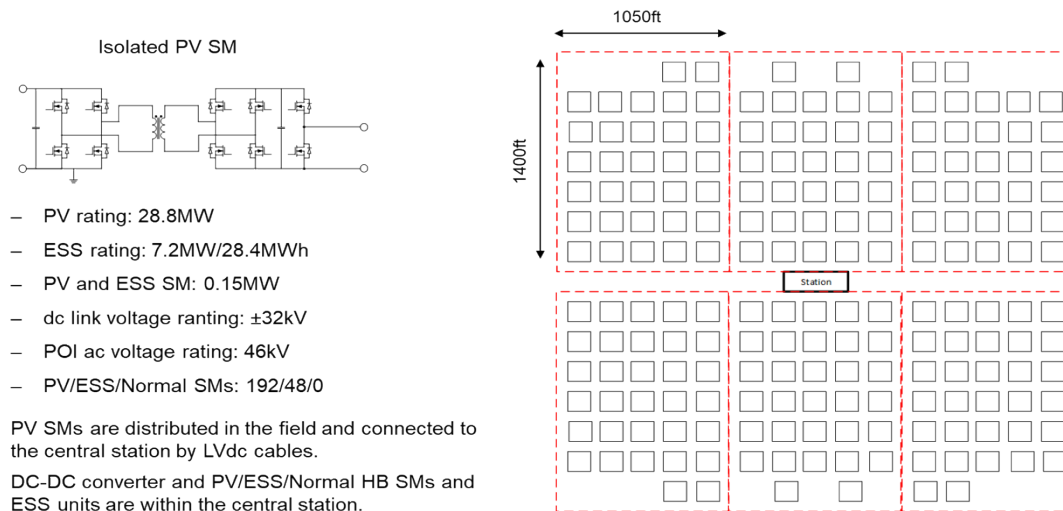 Isolated PV SM
– PV rating: 28.8MW
– ESS rating: 7.2MW/28.4MWh
– PV and ESS SM: 0.15MW
– dc link voltage ranting: ±32kV
– POI ac voltage rating: 46kV
– PV/ESS/Normal SMs: 192/48/0
PV SMs are distributed in the field and connected to
the central station by LVdc cables.
DC-DC converter and PV/ESS/Normal HB SMs and
ESS units are within the central station.
1050ft
1400ft
Station